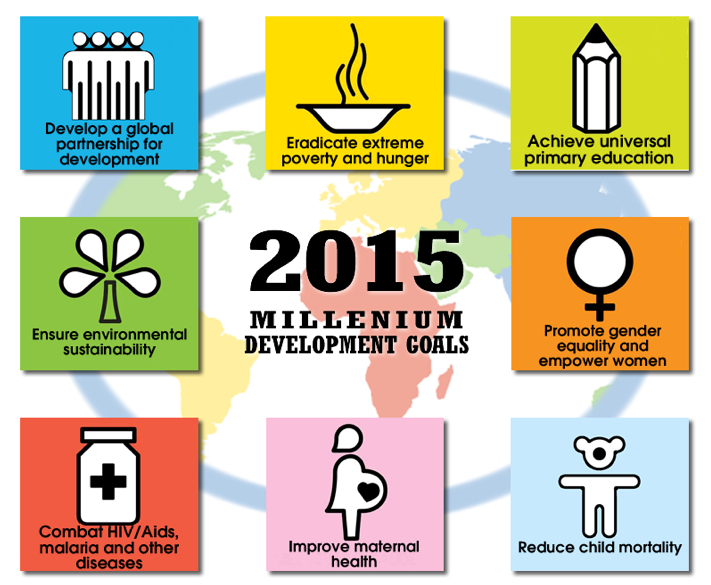 Develop a global
partnership for
development
Eradicate extreme
poverty and hunger
Achieve universal
primary education
Ensure environmental
sustainability
2015
MILLENIUM
DEVELOPMENT GOALS
Promote gender
equality and
empower women
Combat HIV/Aids,
malaria and other
diseases
Improve maternal
health
Reduce child mortality